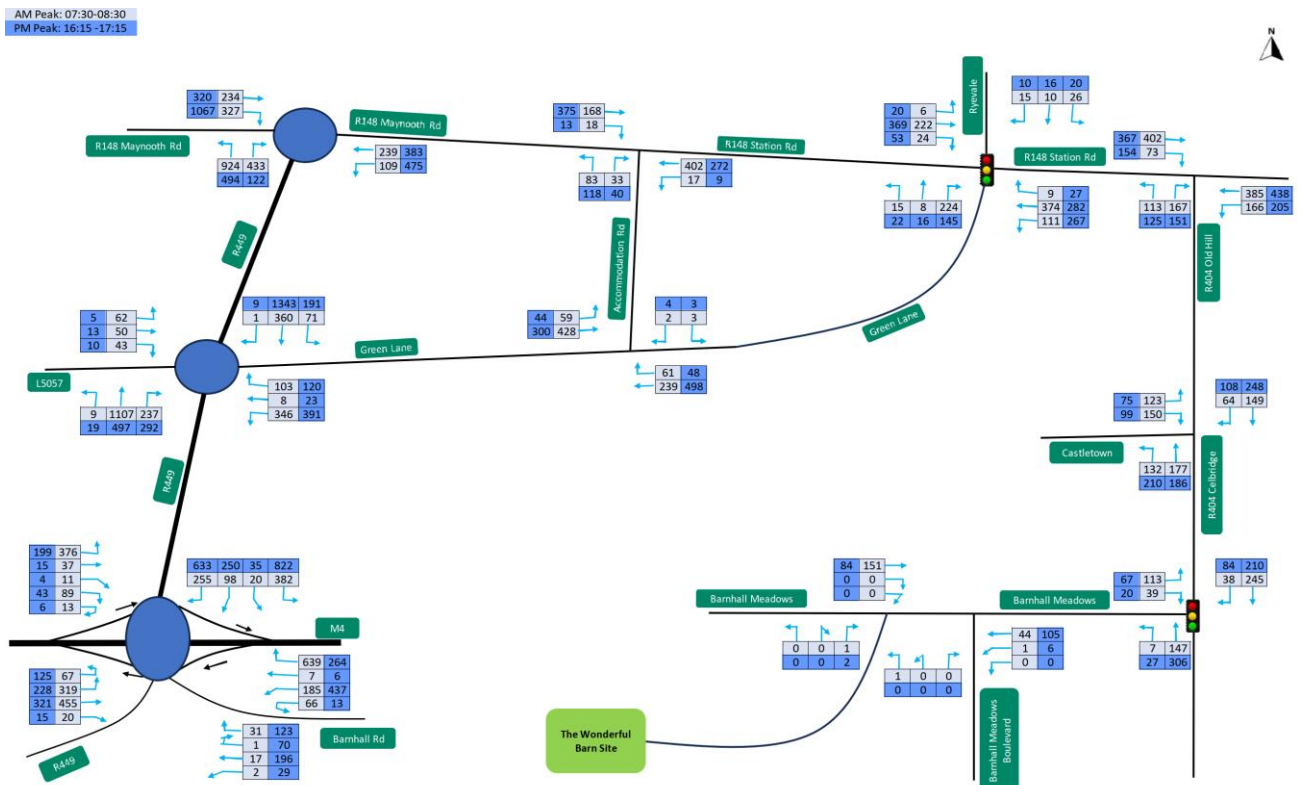 AM Peak: 07:30-08:30
PM Peak: 16:15 -17:15
N
320 234
1067 327
R148 Maynooth Rd
R148 Maynooth Rd
924 433
494 122
239 383
109 475
375 168
13 18
83 33
118 40
402 272
17 9
R148 Station Rd
20 6
369 222
53 24
Ryevale
10 16 20
15 10 26
R148 Station Rd
367 402
154 73
15 8 224
22 16 145
9 27
374 282
111 267
113 167
125 151
385 438
166 205
R449
Accommodation Rd
R404 Old Hill
5 62
13 50
10 43
9 1343 191
1 360 71
44 59
300 428
4 3
2 3
Green Lane
Green Lane
L5057
9 1107 237
19 497 292
103 120
8 23
346 391
61 48
239 498
75 123
99 150
108 248
64 149
Castletown
132 177
210 186
R404 Celbridge
R449
199 376
15 37
4 11
43 89
6 13
633 250 35 822
255 98 20 382
84 151
0 0
0 0
67 113
20 39
84 210
38 245
Barnhall Meadows
Barnhall Meadows
M4
0 0 1
0 0 2
1 0 0
0 0 0
44 105
1 6
0 0
7 147
27 306
125 67
228 319
321 455
15 20
639 264
7 6
185 437
66 13
31 123
1 70
17 196
2 29
Barnhall Rd
R449
The Wonderful
Barn Site
Barnhall Meadows
Boulevard